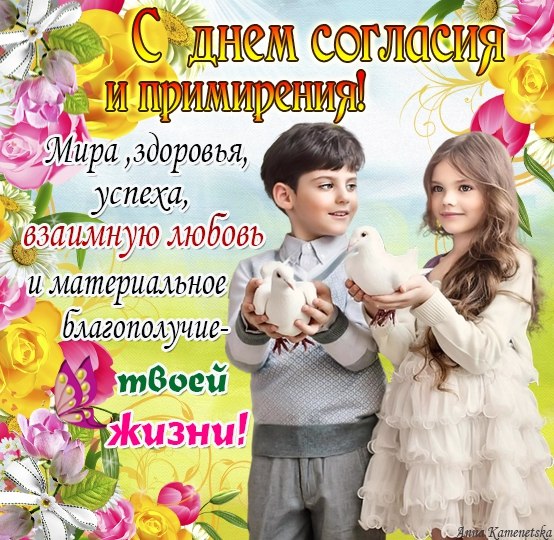 С днем согласия
и примирения!
Мира ,здоровья,
успеха,
взаимную любовь
и материальное
благополучие-
твоей
жизни!
Anna Kamenetska